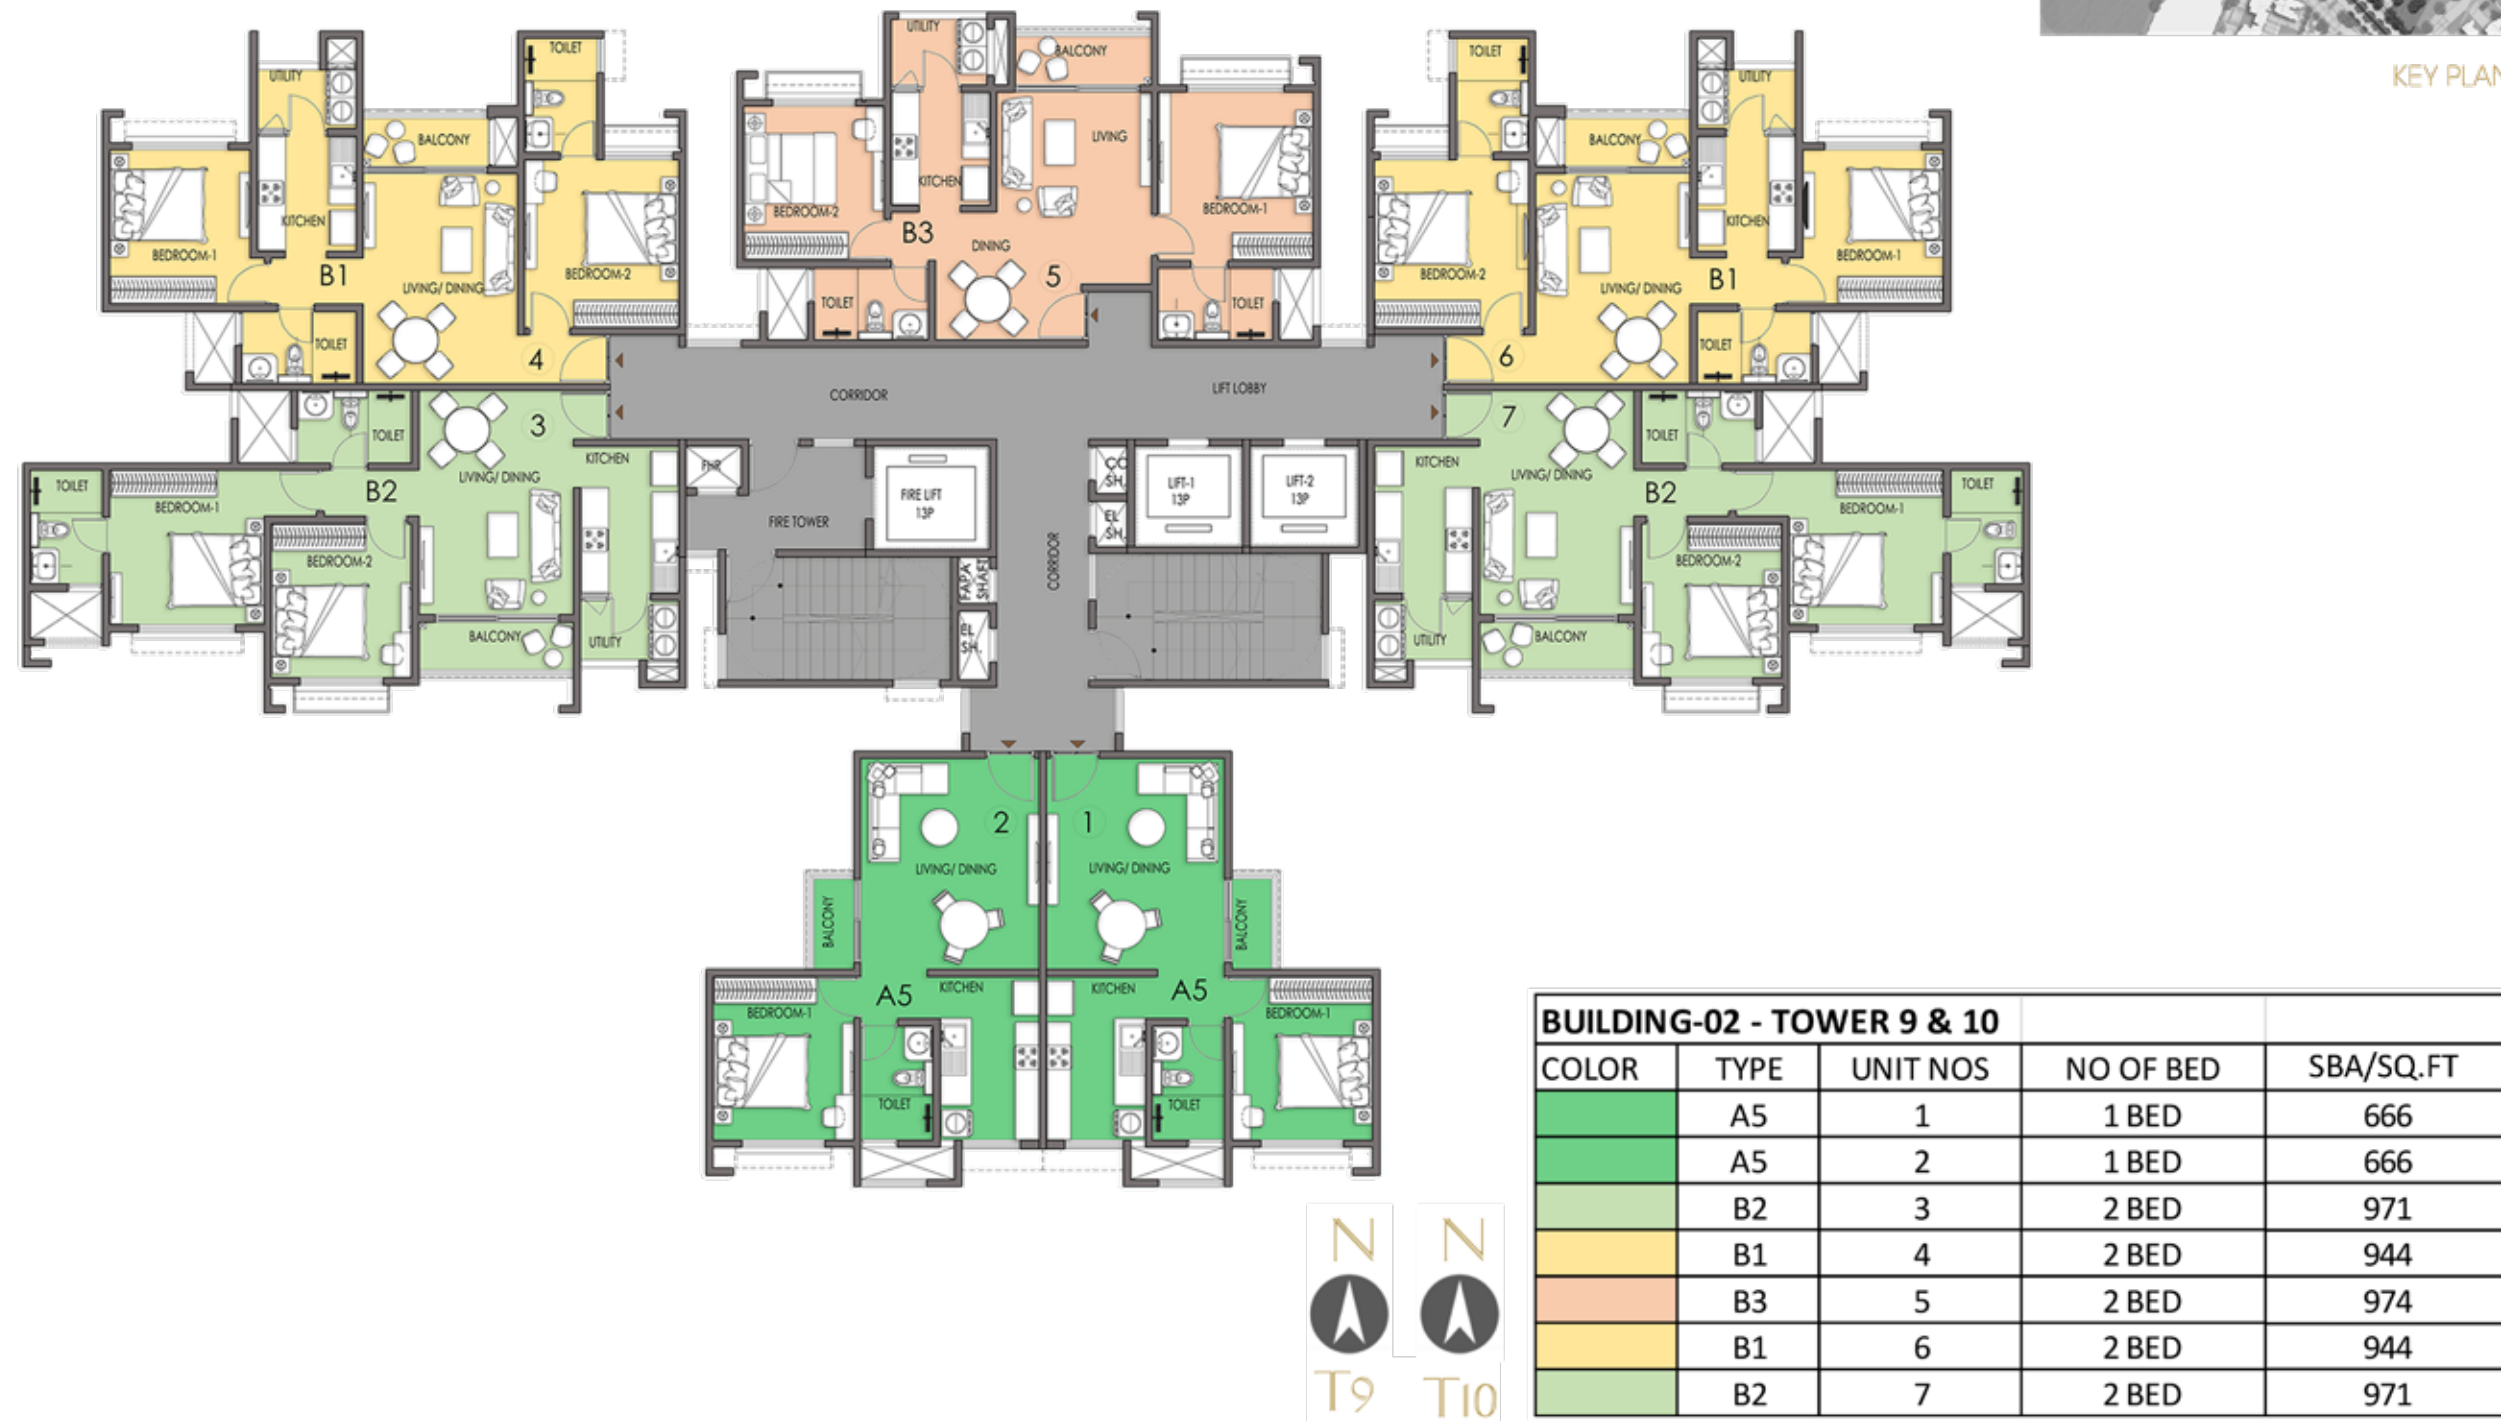 KEY PLAN
UTILITY
TOILET
BALCONY
KITCHEN
BEDROOM-1
B1
LIVING/ DINING
BEDROOM-2
4
TOILET
UTILITY
BALCONY
LIVING
KITCHEN
BEDROOM-2
BEDROOM-1
B3
DINING
5
TOILET
TOILET
TOILET
UTILITY
BALCONY
KITCHEN
BEDROOM-2
BEDROOM-1
B1
LIVING/ DINING
6
TOILET
CORRIDOR
LIFT LOBBY
3
TOILET
KITCHEN
LIVING/ DINING
TOILET
B2
BEDROOM-1
BEDROOM-2
BALCONY
UTILITY
FHR
FIRE LIFT
13P
FIRE TOWER
FAPA
SHAFT
EL
SH.
CORRIDOR
CO
SH.
EL
SH.
LIFT-1
13P
LIFT-2
13P
7
TOILET
KITCHEN
LIVING/ DINING
B2
TOILET
BEDROOM-1
BEDROOM-2
UTILITY
BALCONY
2
1
LIVING/ DINING
LIVING/ DINING
BALCONY
BALCONY
A5
KITCHEN
KITCHEN
A5
BEDROOM-1
BEDROOM-1
TOILET
TOILET
N
T9
N
T10
BUILDING-02 - TOWER 9 & 10
COLOR TYPE UNIT NOS NO OF BED SBA/SQ.FT
A5 1 1 BED 666
A5 2 1 BED 666
B2 3 2 BED 971
B1 4 2 BED 944
B3 5 2 BED 974
B1 6 2 BED 944
B2 7 2 BED 971